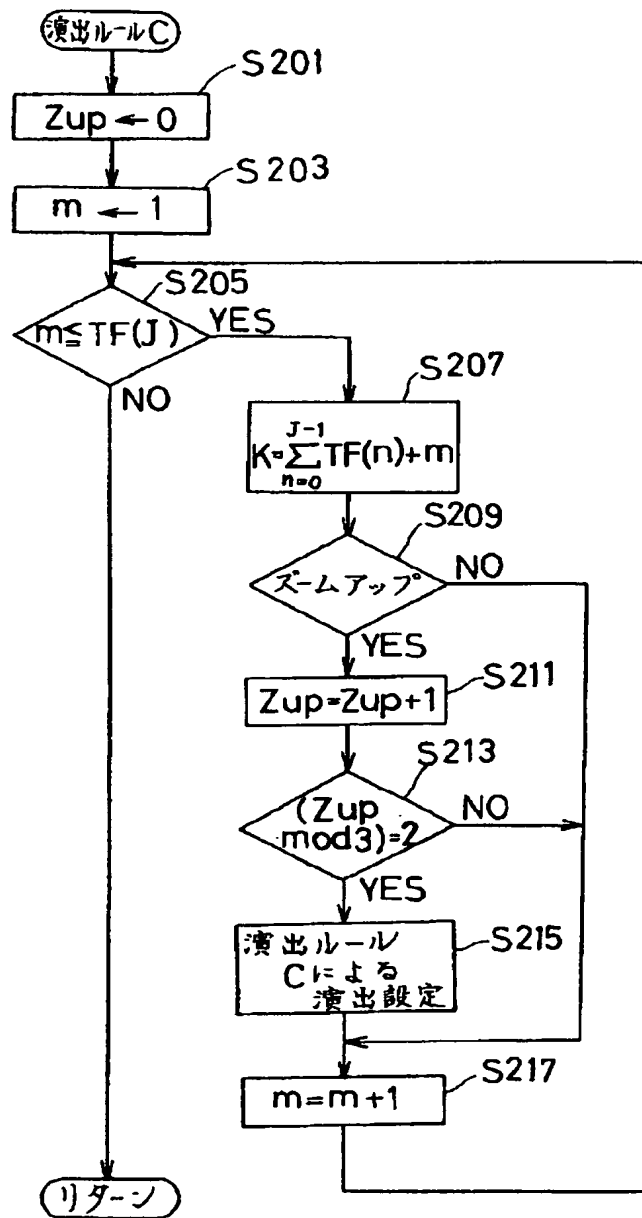 演出ルールC
S201
Zup ← 0
S203
m ← 1
S205
m≦TF(J)
YES
NO
S207
J-1
K=ΣTF(n)+m
n=0
S209
ズームアップ
NO
YES
S211
Zup=Zup+1
S213
(Zup
mod3)=2
NO
YES
S215
演出ルール
Cによる
演出設定
S217
m=m+1
リターン